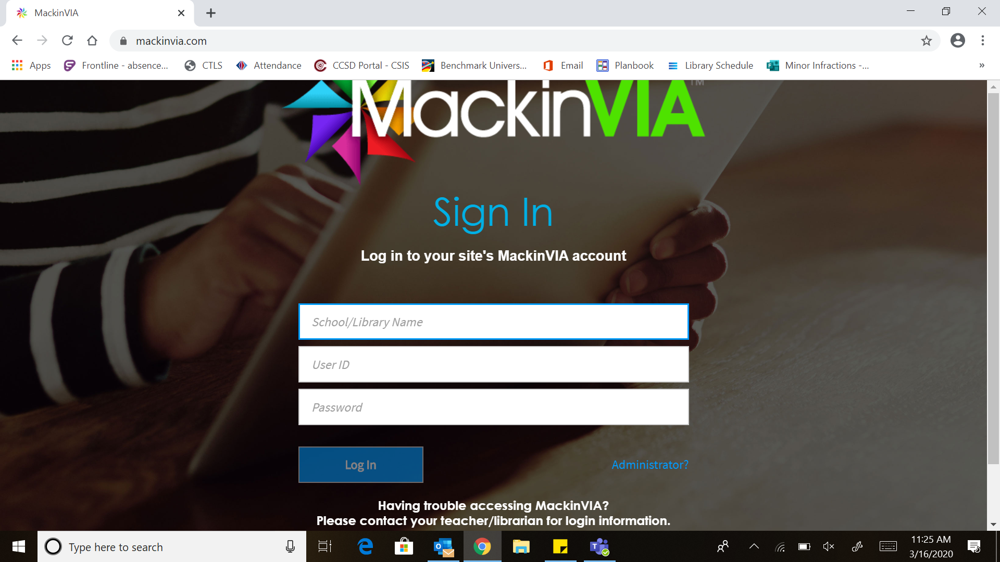 MackinVIA
mackinvia.com
Apps Frontline - absence... CTLS Attendance CCSD Portal - CSIS Benchmark Univers... Email Planbook Library Schedule Minor Infractions -... »
MackinVIA™
Sign In
Log in to your site's MackinVIA account
School/Library Name
User ID
Password
Log In Administrator?
Having trouble accessing MackinVIA?
Please contact your teacher/librarian for login information.
Type here to search
11:25 AM
3/16/2020